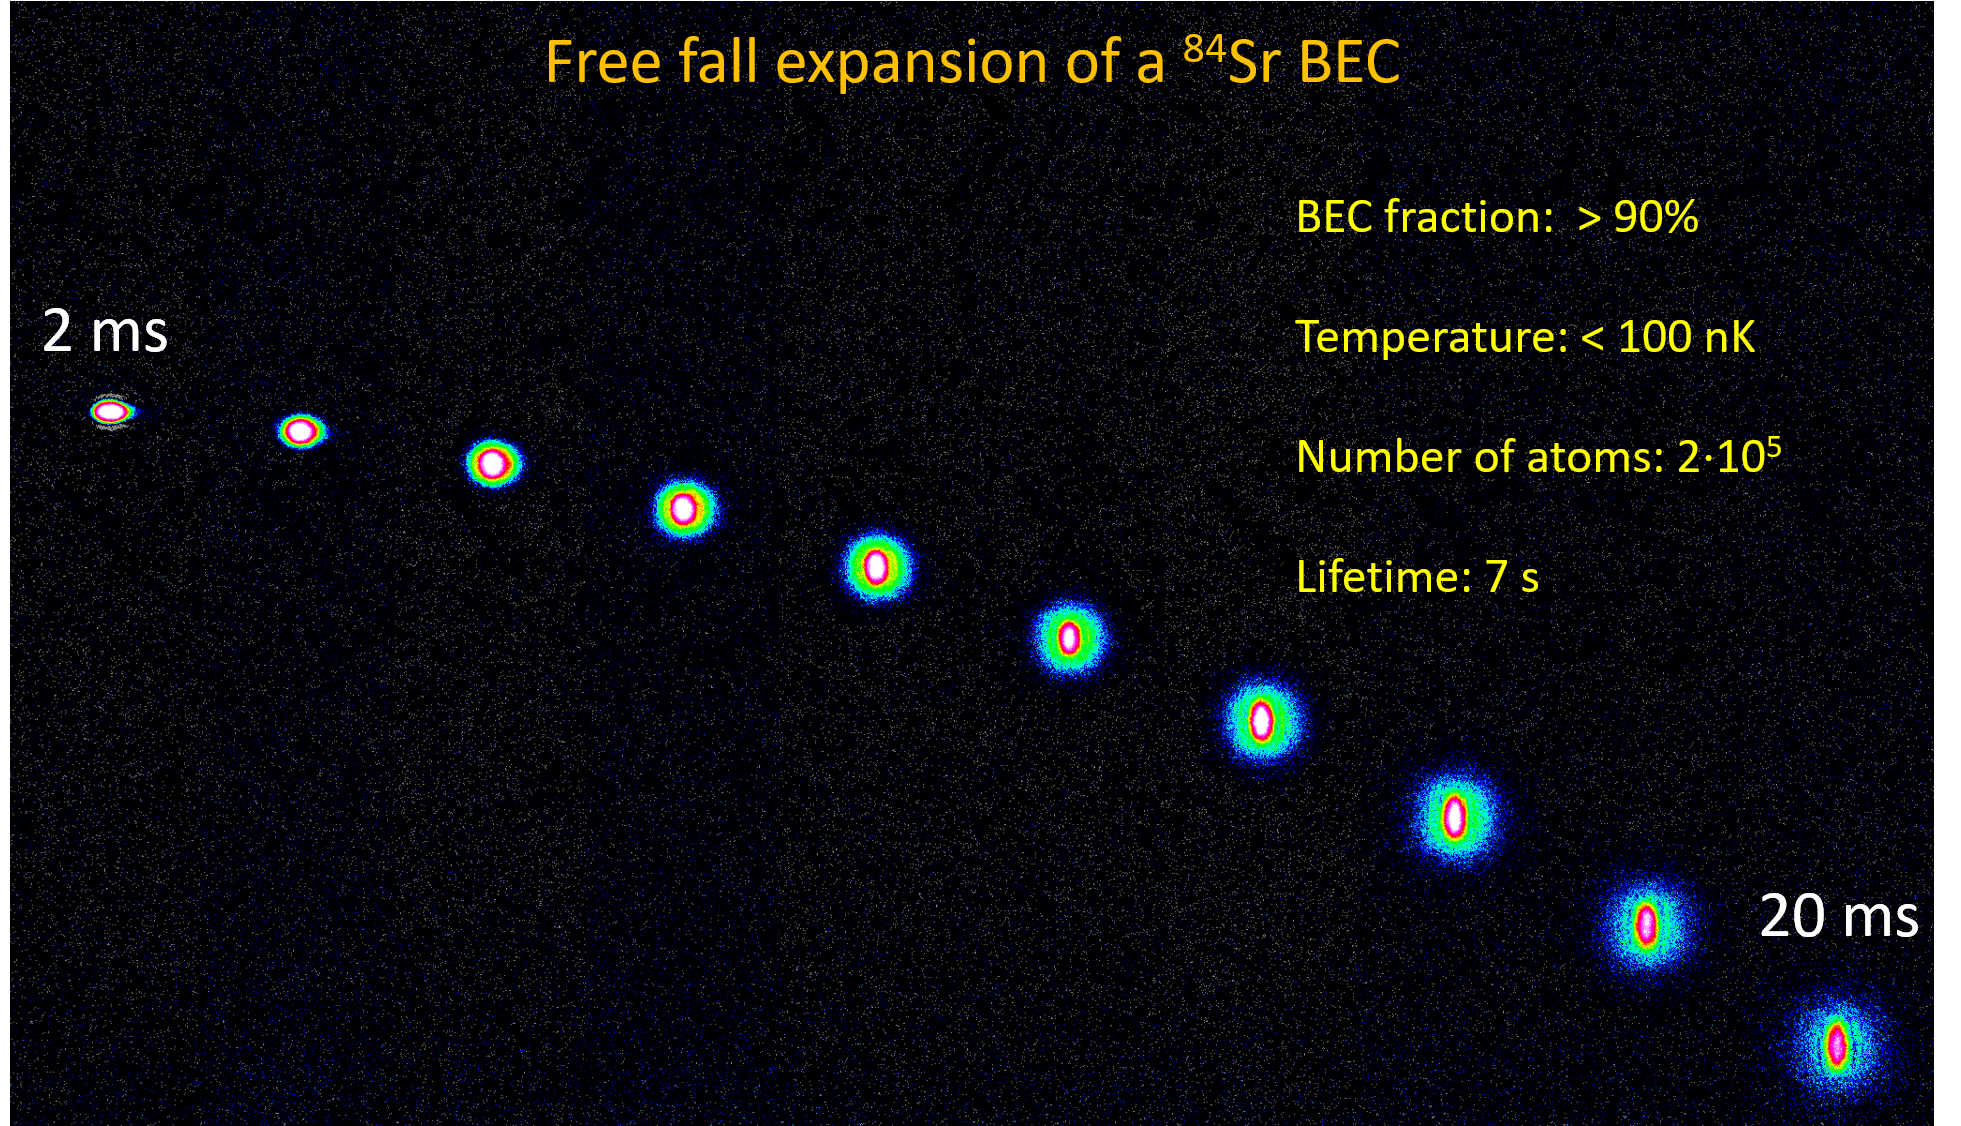 Free fall expansion of a ⁸⁴Sr BEC
BEC fraction:  > 90%
2 ms
Temperature: < 100 nK
Number of atoms: 2·10⁵
Lifetime: 7 s
20 ms